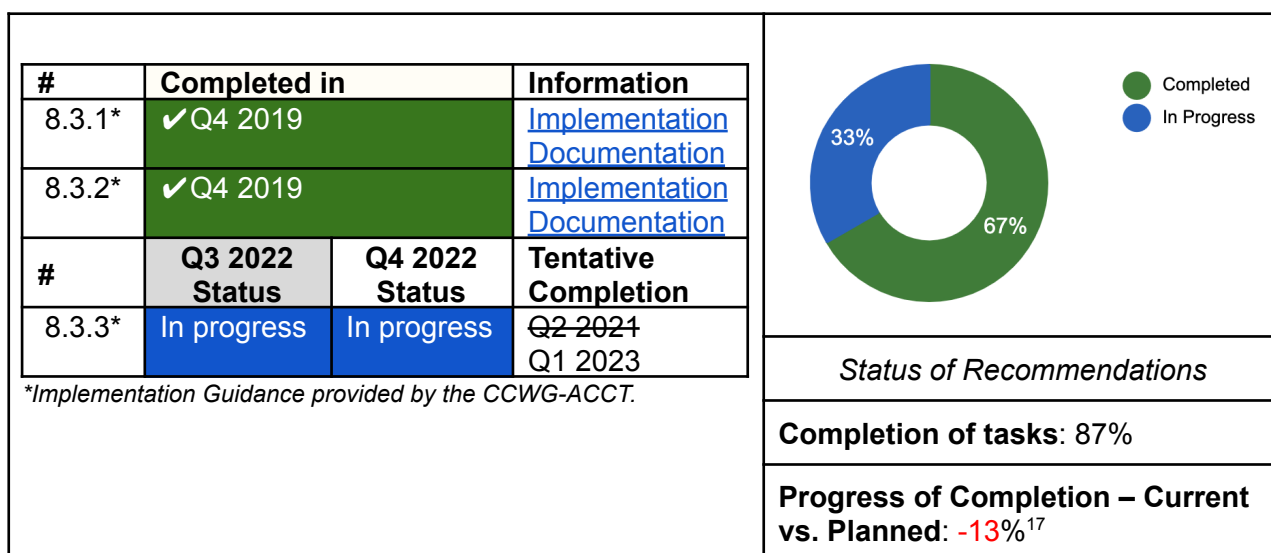 # Completed in Information
8.3.1* ✔Q4 2019 Implementation
Documentation
8.3.2* ✔Q4 2019 Implementation
Documentation
# Q3 2022 Status Q4 2022 Status Tentative Completion
8.3.3* In progress In progress Q2 2021
Q1 2023
*Implementation Guidance provided by the CCWG-ACCT.
Completed
In Progress
33%
67%
Status of Recommendations
Completion of tasks: 87%
Progress of Completion – Current
vs. Planned: -13%17